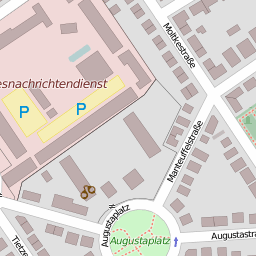 Moltkestraße
esnachrichtendienst
P
P
Manteuffelstraße
Augustaplatz
Augustaplatz
Augustastra
Tietze